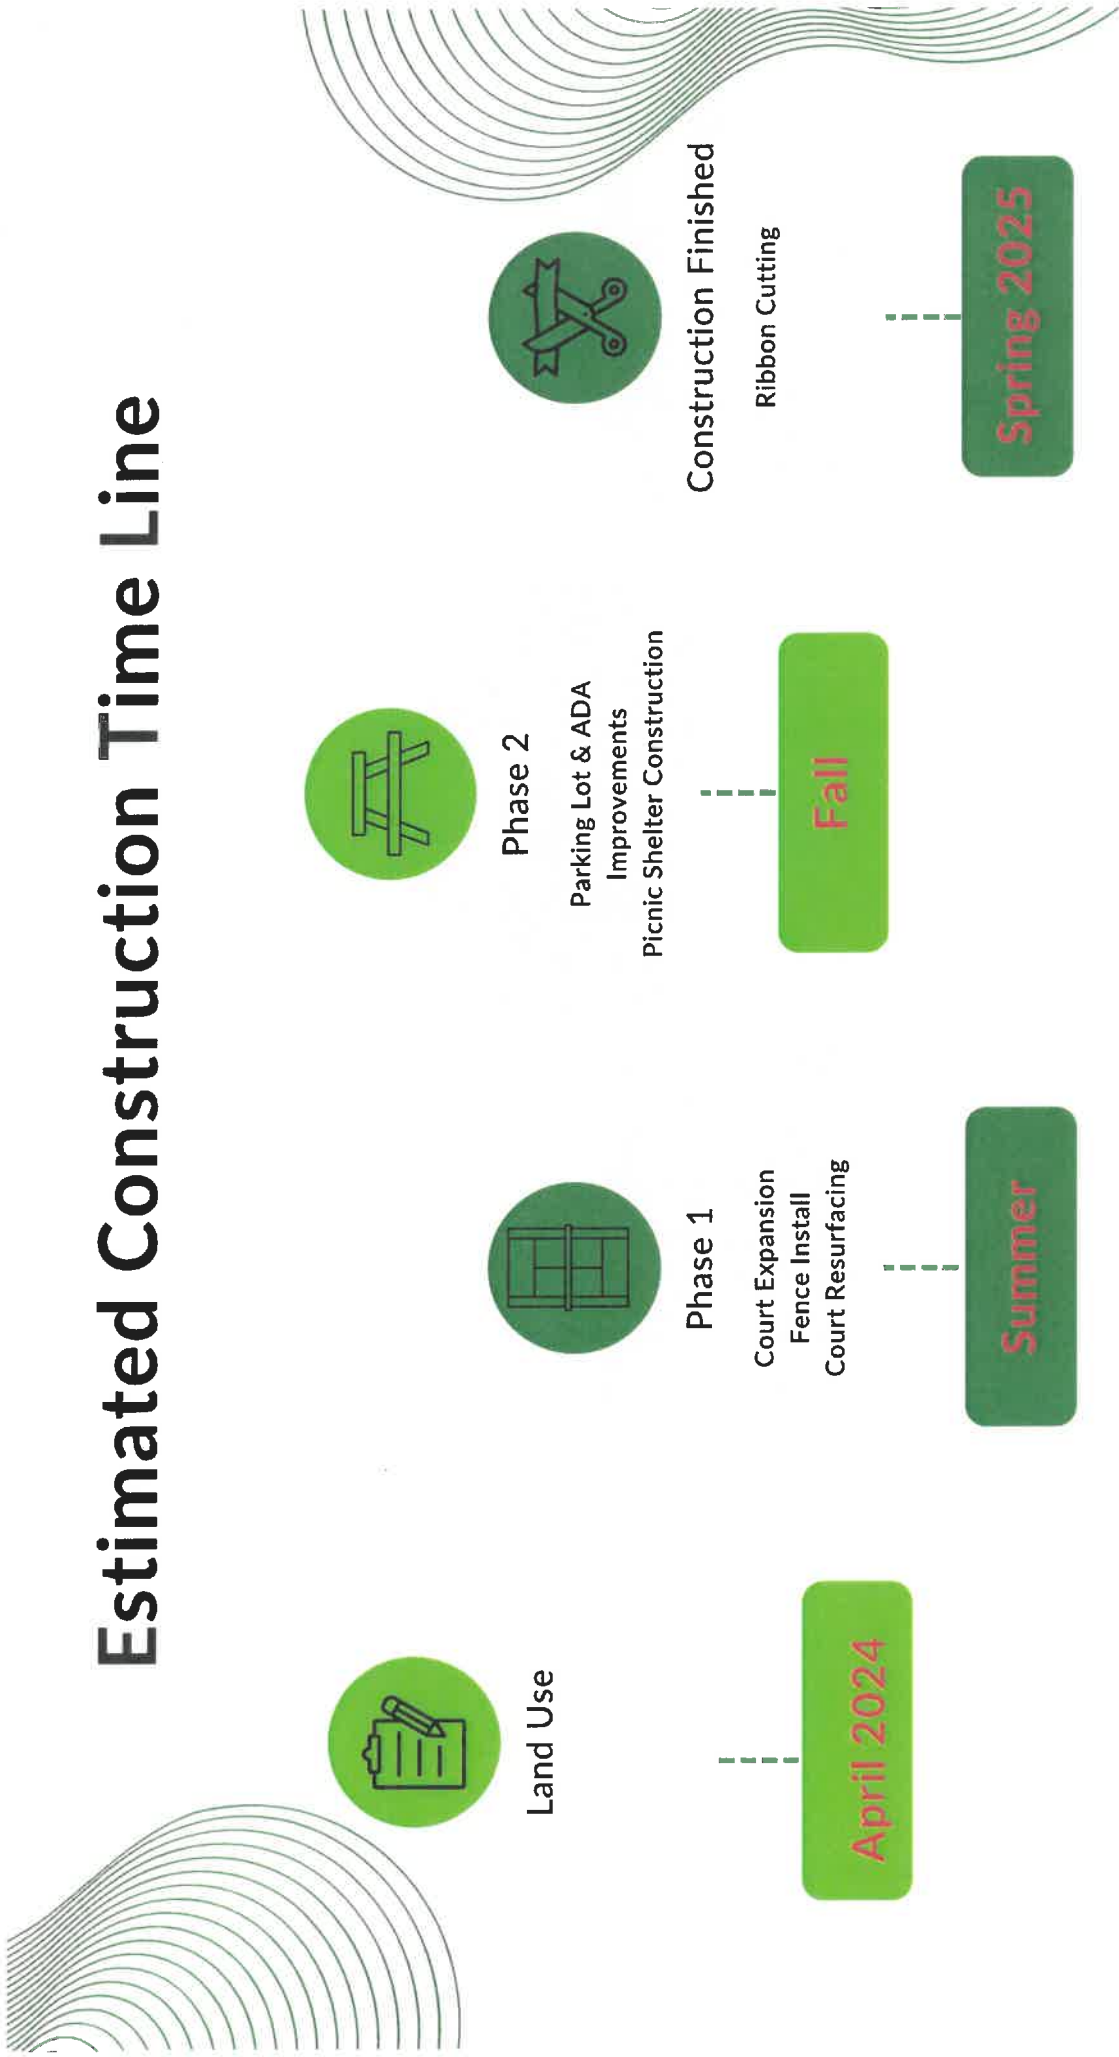 Estimated Construction Time Line
Land Use
April 2024
Phase 1
Court Expansion
Fence Install
Court Resurfacing
Summer
Phase 2
Parking Lot & ADA
Improvements
Picnic Shelter Construction
Fall
Construction Finished
Ribbon Cutting
Spring 2025